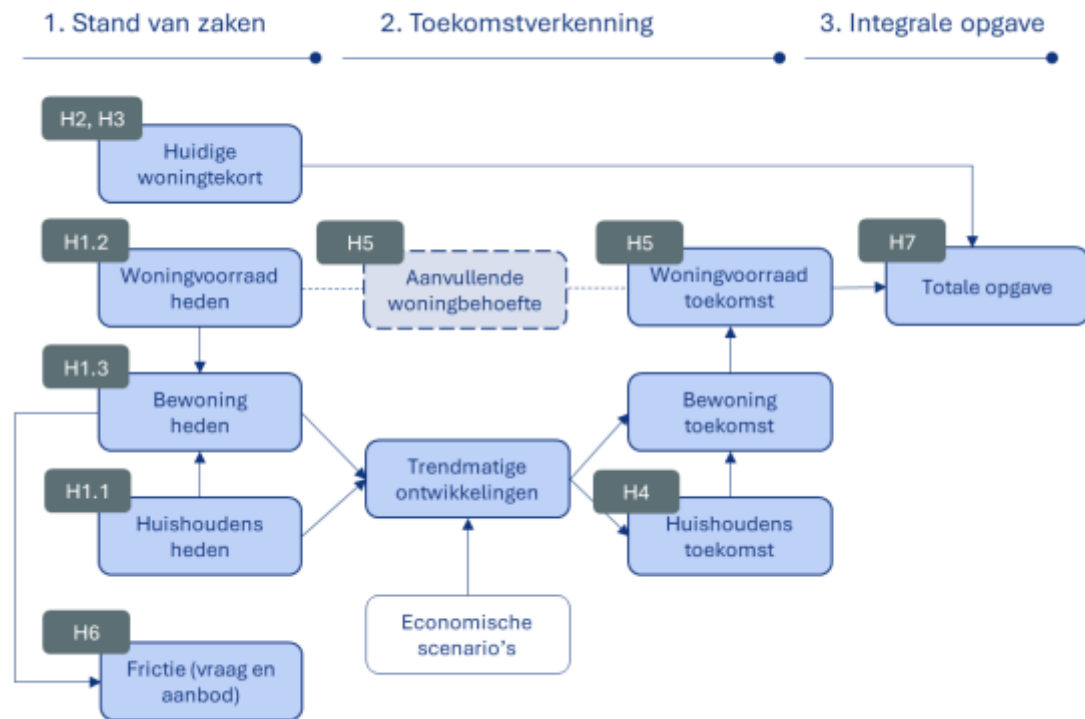 1. Stand van zaken
2. Toekomstverkenning
3. Integrale opgave
H2, H3
Huidige
woningtekort
H1.2
Woningvoorraad
heden
H5
Aanvullende
woningbehoefte
H5
Woningvoorraad
toekomst
H7
Totale opgave
H1.3
Bewoning
heden
Bewoning
toekomst
Trendmatige
ontwikkelingen
H1.1
Huishoudens
heden
H4
Huishoudens
toekomst
Economische
scenario's
H6
Frictie (vraag en
aanbod)